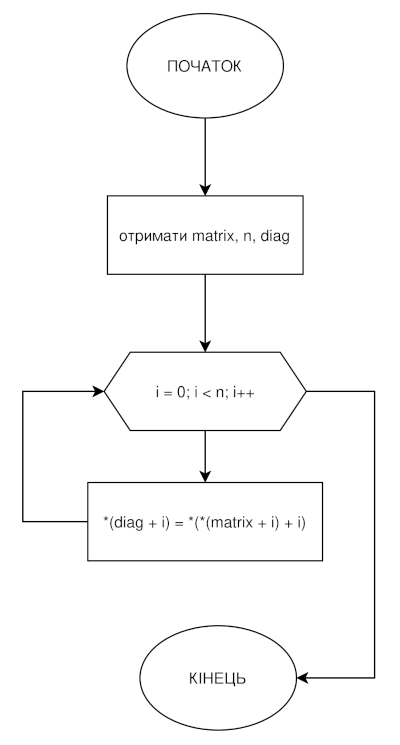 ПОЧАТОК
отримати matrix, n, diag
i = 0; i < n; i++
*(diag + i) = *(*(matrix + i) + i)
КІНЕЦЬ